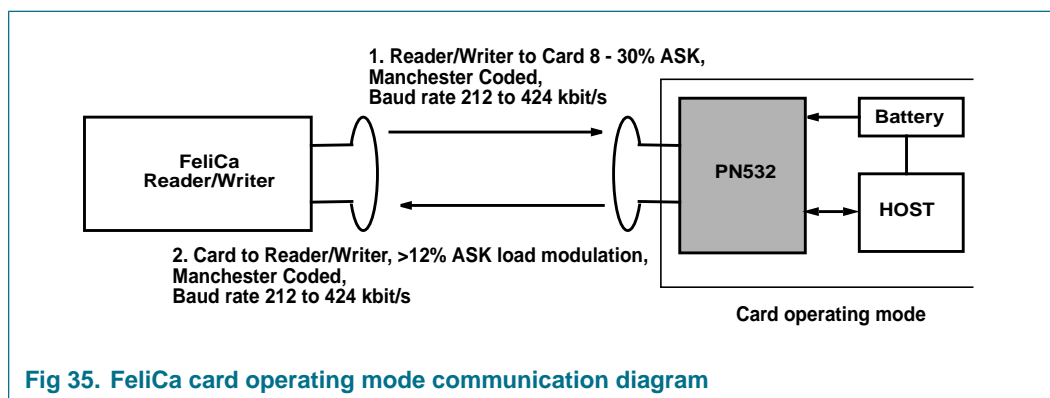 1. Reader/Writer to Card 8 - 30% ASK,
Manchester Coded,
Baud rate 212 to 424 kbit/s
FeliCa
Reader/Writer
PN532
Battery
HOST
2. Card to Reader/Writer, >12% ASK load modulation,
Manchester Coded,
Baud rate 212 to 424 kbit/s
Card operating mode
Fig 35. FeliCa card operating mode communication diagram